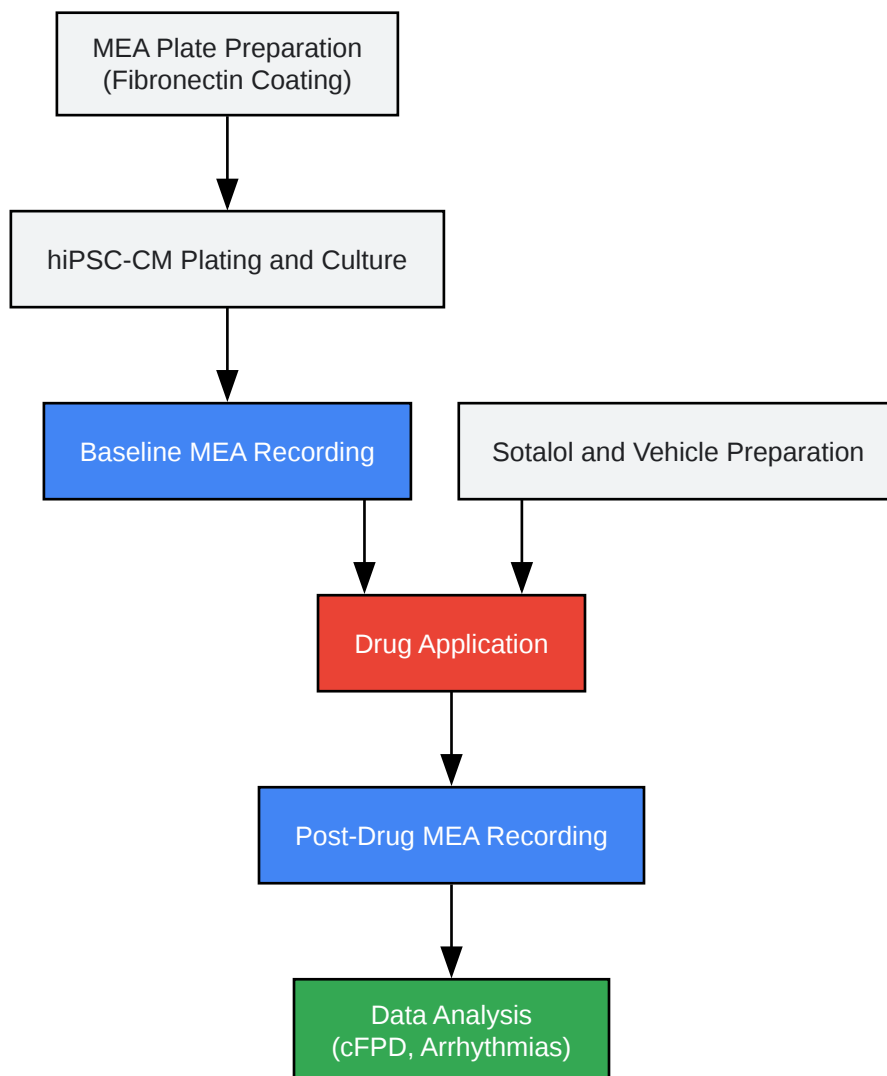 MEA Plate Preparation
(Fibronectin Coating)
hiPSC-CM Plating and Culture
Baseline MEA Recording
Sotalol and Vehicle Preparation
Drug Application
Post-Drug MEA Recording
Data Analysis
(cFPD, Arrhythmias)